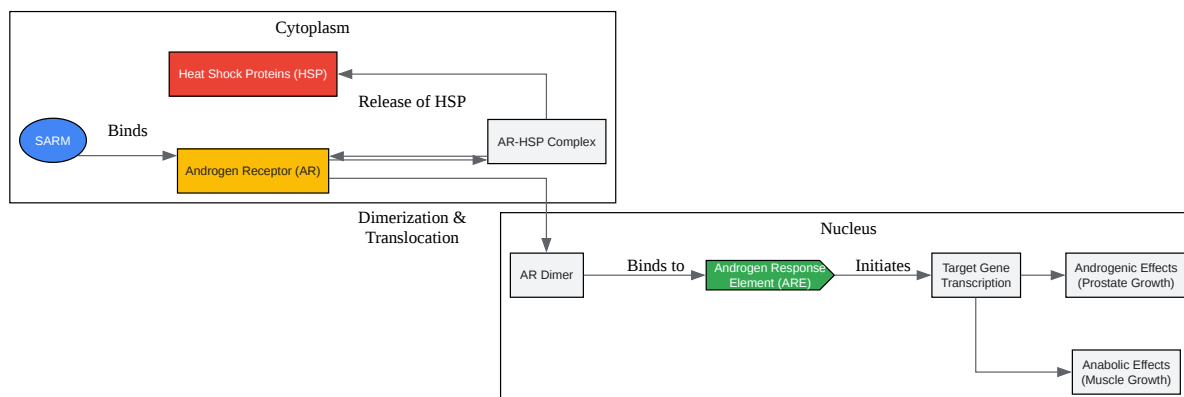 Cytoplasm
Heat Shock Proteins (HSP)
Release of HSP
SARM
Binds
AR-HSP Complex
Androgen Receptor (AR)
Dimerization &
Translocation
Nucleus
AR Dimer
Binds to
Androgen Response
Element (ARE)
Initiates
Target Gene
Transcription
Androgenic Effects
(Prostate Growth)
Anabolic Effects
(Muscle Growth)